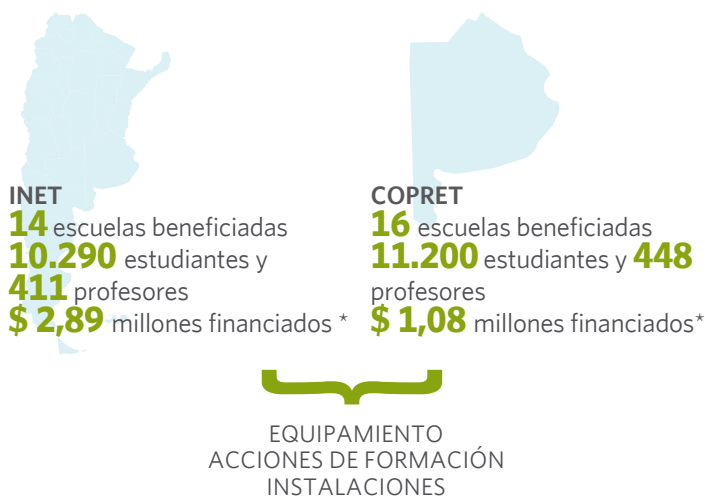 INET
14 escuelas beneficiadas
10.290 estudiantes y
411 profesores
$ 2,89 millones financiados *
COPRET
16 escuelas beneficiadas
11.200 estudiantes y 448
profesores
$ 1,08 millones financiados*
EQUIPAMIENTO
ACCIONES DE FORMACIÓN
INSTALACIONES